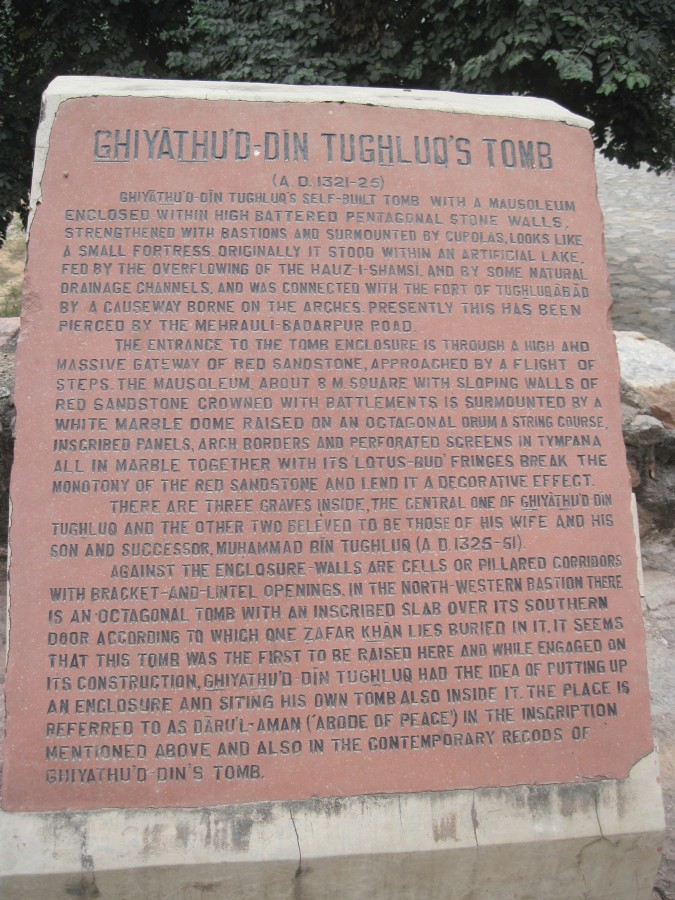 GHIYĀTHU'D-DĪN TUGHLUQ'S TOMB
(A.D. 1321-25)
GHIYĀTHU'D-DĪN TUGHLUQ'S SELF-BUILT TOMB WITH A MAUSOLEUM
ENCLOSED WITHIN HIGH BATTERED PENTAGONAL STONE WALLS,
STRENGTHENED WITH BASTIONS AND SURMOUNTED BY CUPOLAS, LOOKS LIKE
A SMALL FORTRESS. ORIGINALLY IT STOOD WITHIN AN ARTIFICIAL LAKE,
FED BY THE OVERFLOWING OF THE HAUZ-I-SHAMSĪ, AND BY SOME NATURAL
DRAINAGE CHANNELS, AND WAS CONNECTED WITH THE FORT OF TUGHLUQĀBĀD
BY A CAUSEWAY BORNE ON THE ARCHES. PRESENTLY THIS HAS BEEN
PIERCED BY THE MEHRAULI-BADARPUR ROAD.
THE ENTRANCE TO THE TOMB ENCLOSURE IS THROUGH A HIGH AND
MASSIVE GATEWAY OF RED SANDSTONE, APPROACHED BY A FLIGHT OF
STEPS. THE MAUSOLEUM, ABOUT 8 M. SQUARE WITH SLOPING WALLS OF
RED SANDSTONE CROWNED WITH BATTLEMENTS IS SURMOUNTED BY A
WHITE MARBLE DOME RAISED ON AN OCTAGONAL DRUM A STRING COURSE,
INSCRIBED PANELS, ARCH BORDERS AND PERFORATED SCREENS IN TYMPANA
ALL IN MARBLE TOGETHER WITH ITS 'LOTUS-BUD' FRINGES BREAK THE
MONOTONY OF THE RED SANDSTONE AND LEND IT A DECORATIVE EFFECT.
THERE ARE THREE GRAVES INSIDE, THE CENTRAL ONE OF GHIYĀTHU'D DIN
TUGHLUQ AND THE OTHER TWO BELEVED TO BE THOSE OF HIS WIFE AND HIS
SON AND SUCCESSOR, MUHAMMAD BĪN TUGHLUQ (A.D. 1325-51).
AGAINST THE ENCLOSURE-WALLS ARE CELLS OR PILLARED CORRIDORS
WITH BRACKET-AND-LINTEL OPENINGS. IN THE NORTH-WESTERN BASTION THERE
IS AN OCTAGONAL TOMB WITH AN INSCRIBED SLAB OVER ITS SOUTHERN
DOOR ACCORDING TO WHICH ONE ZAFAR KHĀN LIES BURIED IN IT. IT SEEMS
THAT THIS TOMB WAS THE FIRST TO BE RAISED HERE AND WHILE ENGAGED ON
ITS CONSTRUCTION, GHIYATHU'D-DĪN TUGHLUQ HAD THE IDEA OF PUTTING UP
AN ENCLOSURE AND SITING HIS OWN TOMB ALSO INSIDE IT. THE PLACE IS
REFERRED TO AS DĀRU'L-AMAN ('ABODE OF PEACE') IN THE INSCRIPTION
MENTIONED ABOVE AND ALSO IN THE CONTEMPORARY RECODS OF
GHIYATHU'D-DIN'S TOMB.